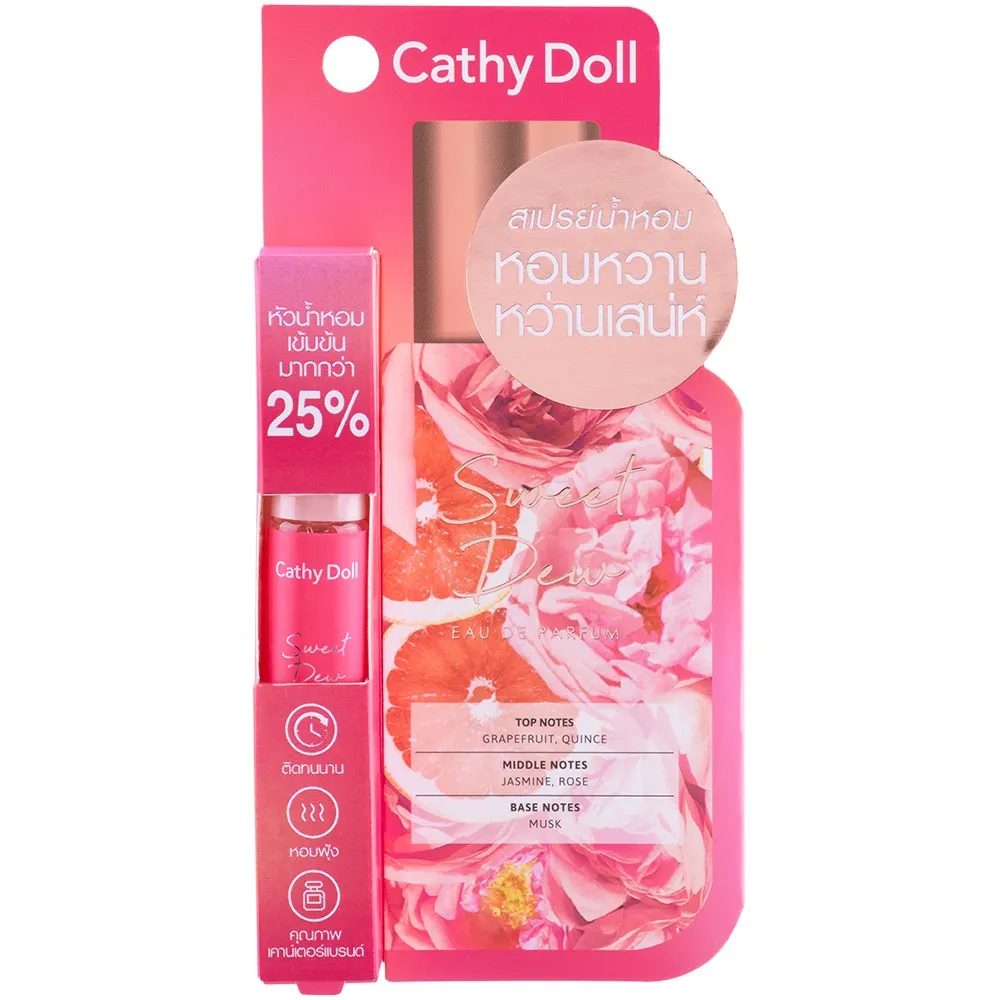 Cathy Doll
สเปรย์น้ำหอม
หอมหวาน
หว่านเสน่ห์
หัวน้ำหอม
เข้มข้น
มากกว่า
25%
Cathy Doll
Sweet
Dew
ติดทนนาน
หอมฟุ้ง
คุณภาพ
เคาน์เตอร์แบรนด์
Sweet
Dew
EAU DE PARFUM
TOP NOTES
GRAPEFRUIT, QUINCE
MIDDLE NOTES
JASMINE, ROSE
BASE NOTES
MUSK